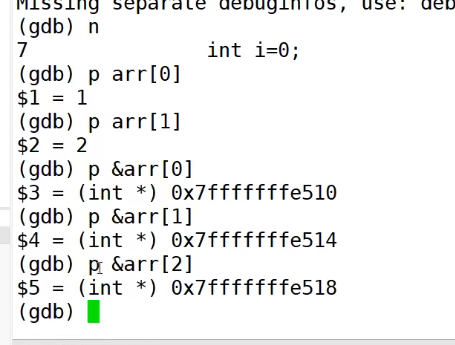 Missing separate debuginfos, use: deb
(gdb) n
7               int i=0;
(gdb) p arr[0]
$1 = 1
(gdb) p arr[1]
$2 = 2
(gdb) p &arr[0]
$3 = (int *) 0x7fffffffe510
(gdb) p &arr[1]
$4 = (int *) 0x7fffffffe514
(gdb) p &arr[2]
$5 = (int *) 0x7fffffffe518
(gdb)